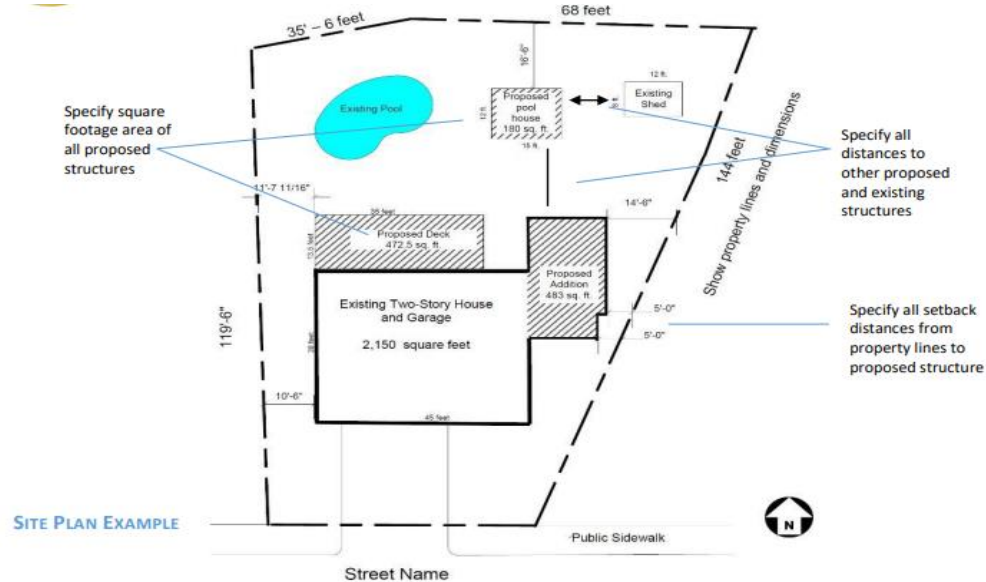 35' – 6 feet
68 feet
16'-6"
12 ft.
Existing Pool
Proposed
pool
house
180 sq. ft.
12 ft
15 ft.
Existing
Shed
Specify square
footage area of
all proposed
structures
Specify all
distances to
other proposed
and existing
structures
144 feet
Show property lines and dimensions
11'-7 11/16"
14'-6"
35 feet
Proposed Deck
472.5 sq. ft.
13.5 feet
Proposed
Addition
483 sq. ft.
Existing Two-Story House
and Garage
2,150 square feet
5'-0"
5'-0"
Specify all setback
distances from
property lines to
proposed structure
119'-6"
10'-6"
45 feet
SITE PLAN EXAMPLE
N
Public Sidewalk
Street Name